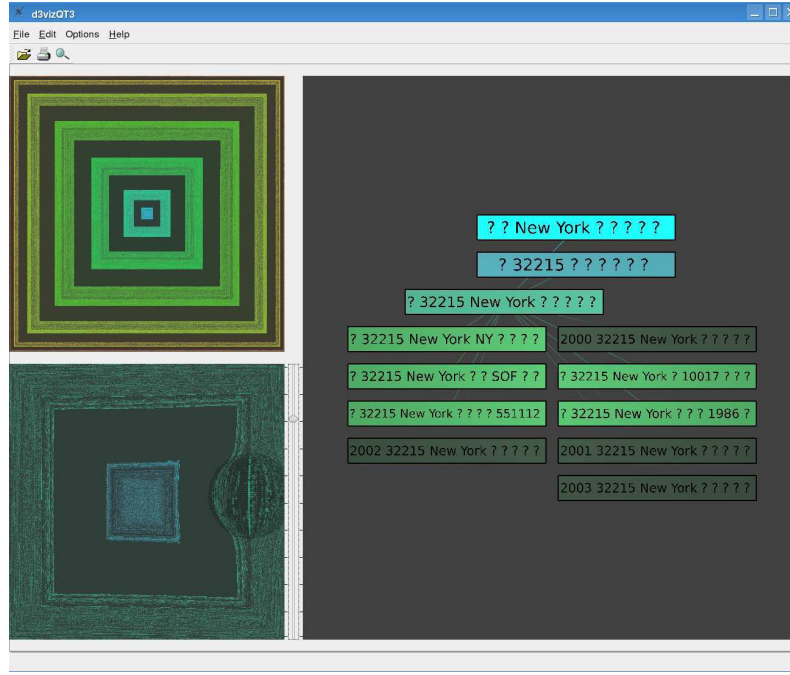 d3vizQT3
File Edit Options Help
? ? New York ? ? ? ? ?
? 32215 ? ? ? ? ? ?
? 32215 New York ? ? ? ? ?
? 32215 New York NY ? ? ? ?
2000 32215 New York ? ? ? ? ?
? 32215 New York ? ? SOF ? ?
? 32215 New York ? 10017 ? ? ?
? 32215 New York ? ? ? ? 551112
? 32215 New York ? ? ? 1986 ?
2002 32215 New York ? ? ? ? ?
2001 32215 New York ? ? ? ? ?
2003 32215 New York ? ? ? ? ?